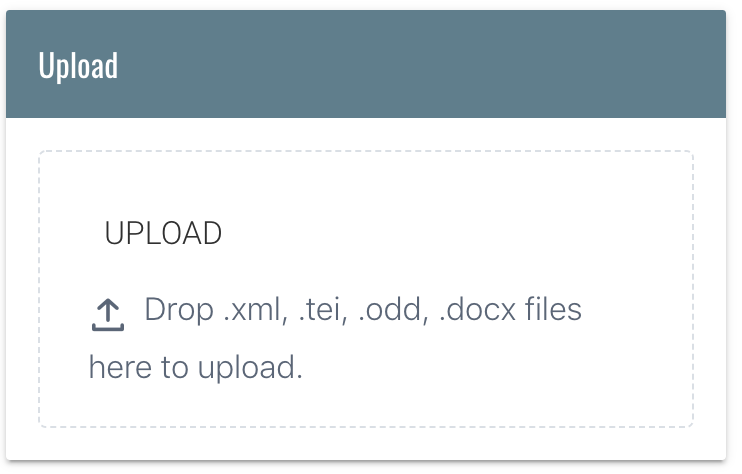 Upload
UPLOAD
Drop .xml, .tei, .odd, .docx files
here to upload.